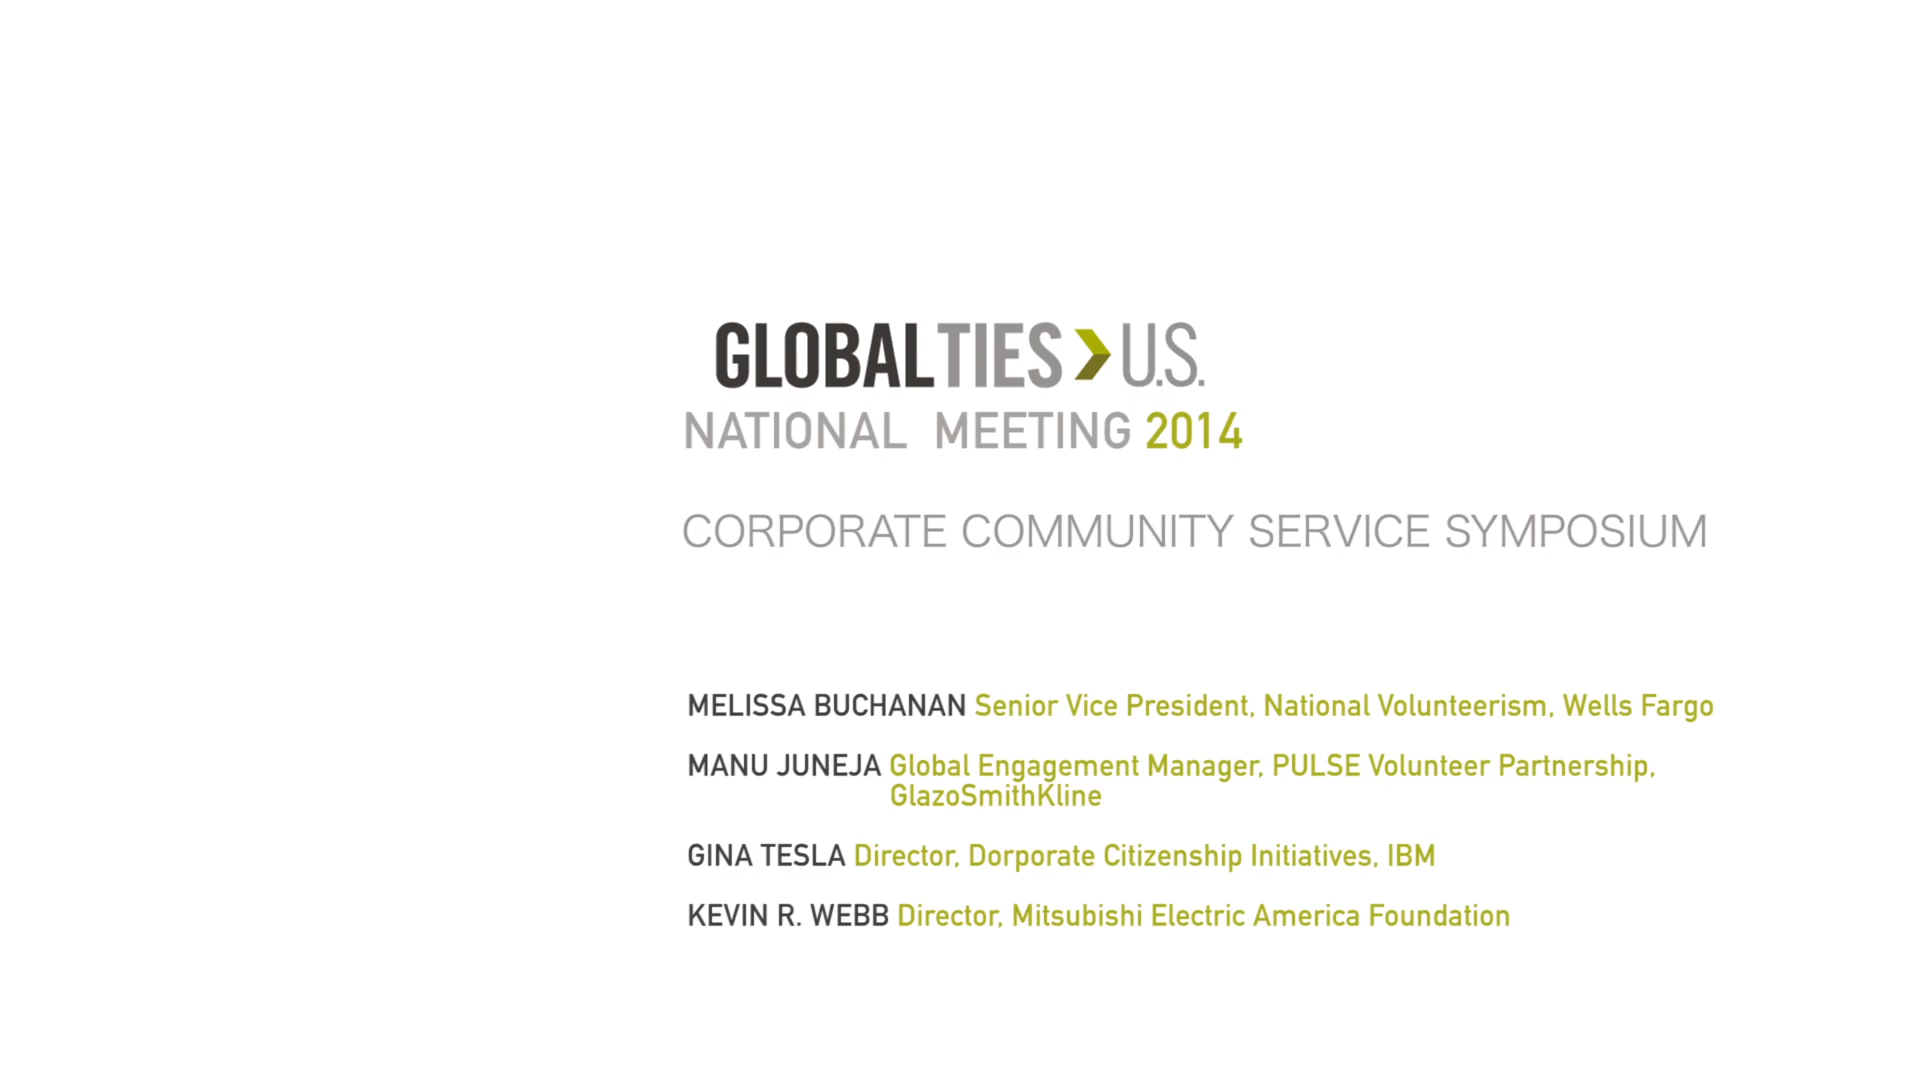 GLOBALTIES U.S.
NATIONAL MEETING 2014
CORPORATE COMMUNITY SERVICE SYMPOSIUM
MELISSA BUCHANAN Senior Vice President, National Volunteerism, Wells Fargo
MANU JUNEJA Global Engagement Manager, PULSE Volunteer Partnership,
GlazoSmithKline
GINA TESLA Director, Dorporate Citizenship Initiatives, IBM
KEVIN R. WEBB Director, Mitsubishi Electric America Foundation